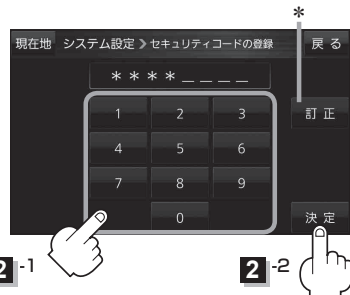 *
現在地 システム設定 》セキュリティコードの登録 戻る
* * * * _ _ _ _
1 2 3 訂正
4 5 6
7 8 9
0 決定
2 -1 2 -2